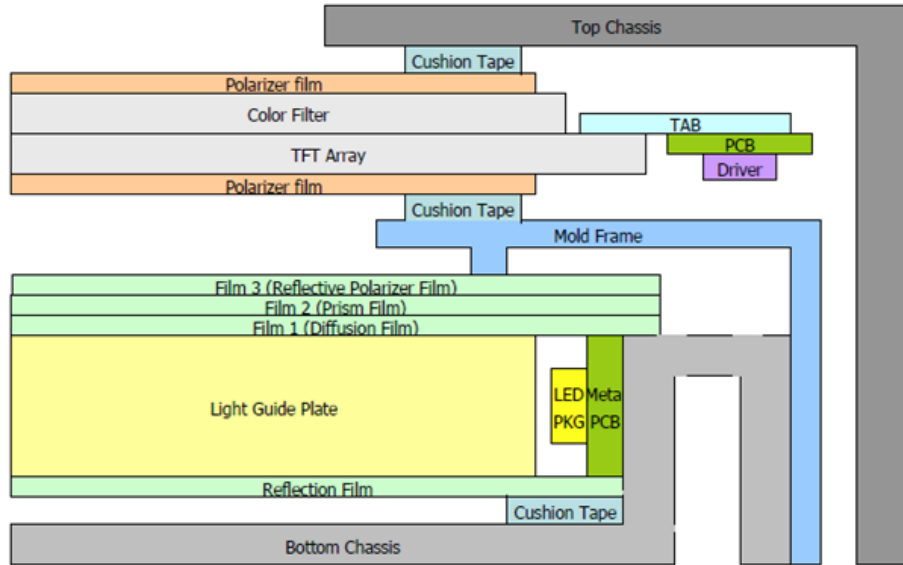 Top Chassis
Cushion Tape
Polarizer film
Color Filter
TAB
PCB
TFT Array
Driver
Polarizer film
Cushion Tape
Mold Frame
Film 3 (Reflective Polarizer Film)
Film 2 (Prism Film)
Film 1 (Diffusion Film)
LED Meta
Light Guide Plate
PKG PCB
Reflection Film
Cushion Tape
Bottom Chassis